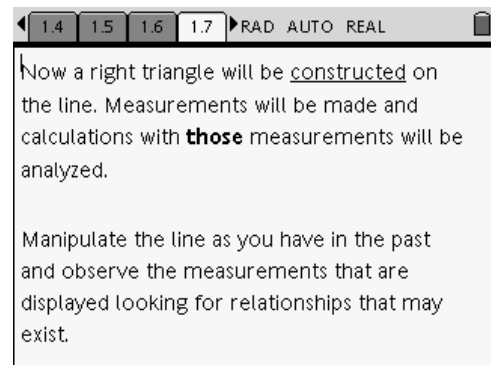 1.4 1.5 1.6 1.7 RAD AUTO REAL
Now a right triangle will be constructed on
the line. Measurements will be made and
calculations with those measurements will be
analyzed.
Manipulate the line as you have in the past
and observe the measurements that are
displayed looking for relationships that may
exist.